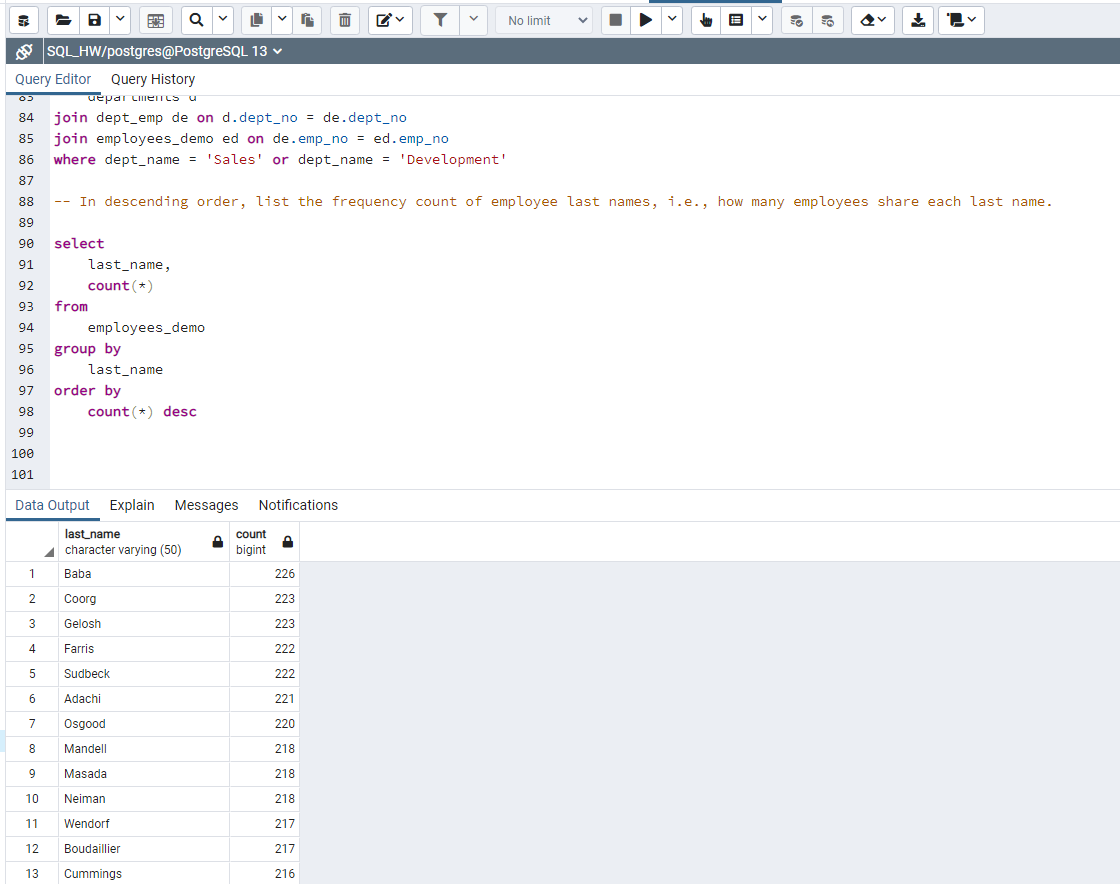 No limit
SQL_HW/postgres@PostgreSQL 13
Query Editor Query History
83 departments d
84 join dept_emp de on d.dept_no = de.dept_no
85 join employees_demo ed on de.emp_no = ed.emp_no
86 where dept_name = 'Sales' or dept_name = 'Development'
87
88 -- In descending order, list the frequency count of employee last names, i.e., how many employees share each last name.
89
90 select
91 last_name,
92 count(*)
93 from
94 employees_demo
95 group by
96 last_name
97 order by
98 count(*) desc
99
100
101
Data Output Explain Messages Notifications
last_name count
character varying (50) bigint
1 Baba 226
2 Coorg 223
3 Gelosh 223
4 Farris 222
5 Sudbeck 222
6 Adachi 221
7 Osgood 220
8 Mandell 218
9 Masada 218
10 Neiman 218
11 Wendorf 217
12 Boudaillier 217
13 Cummings 216